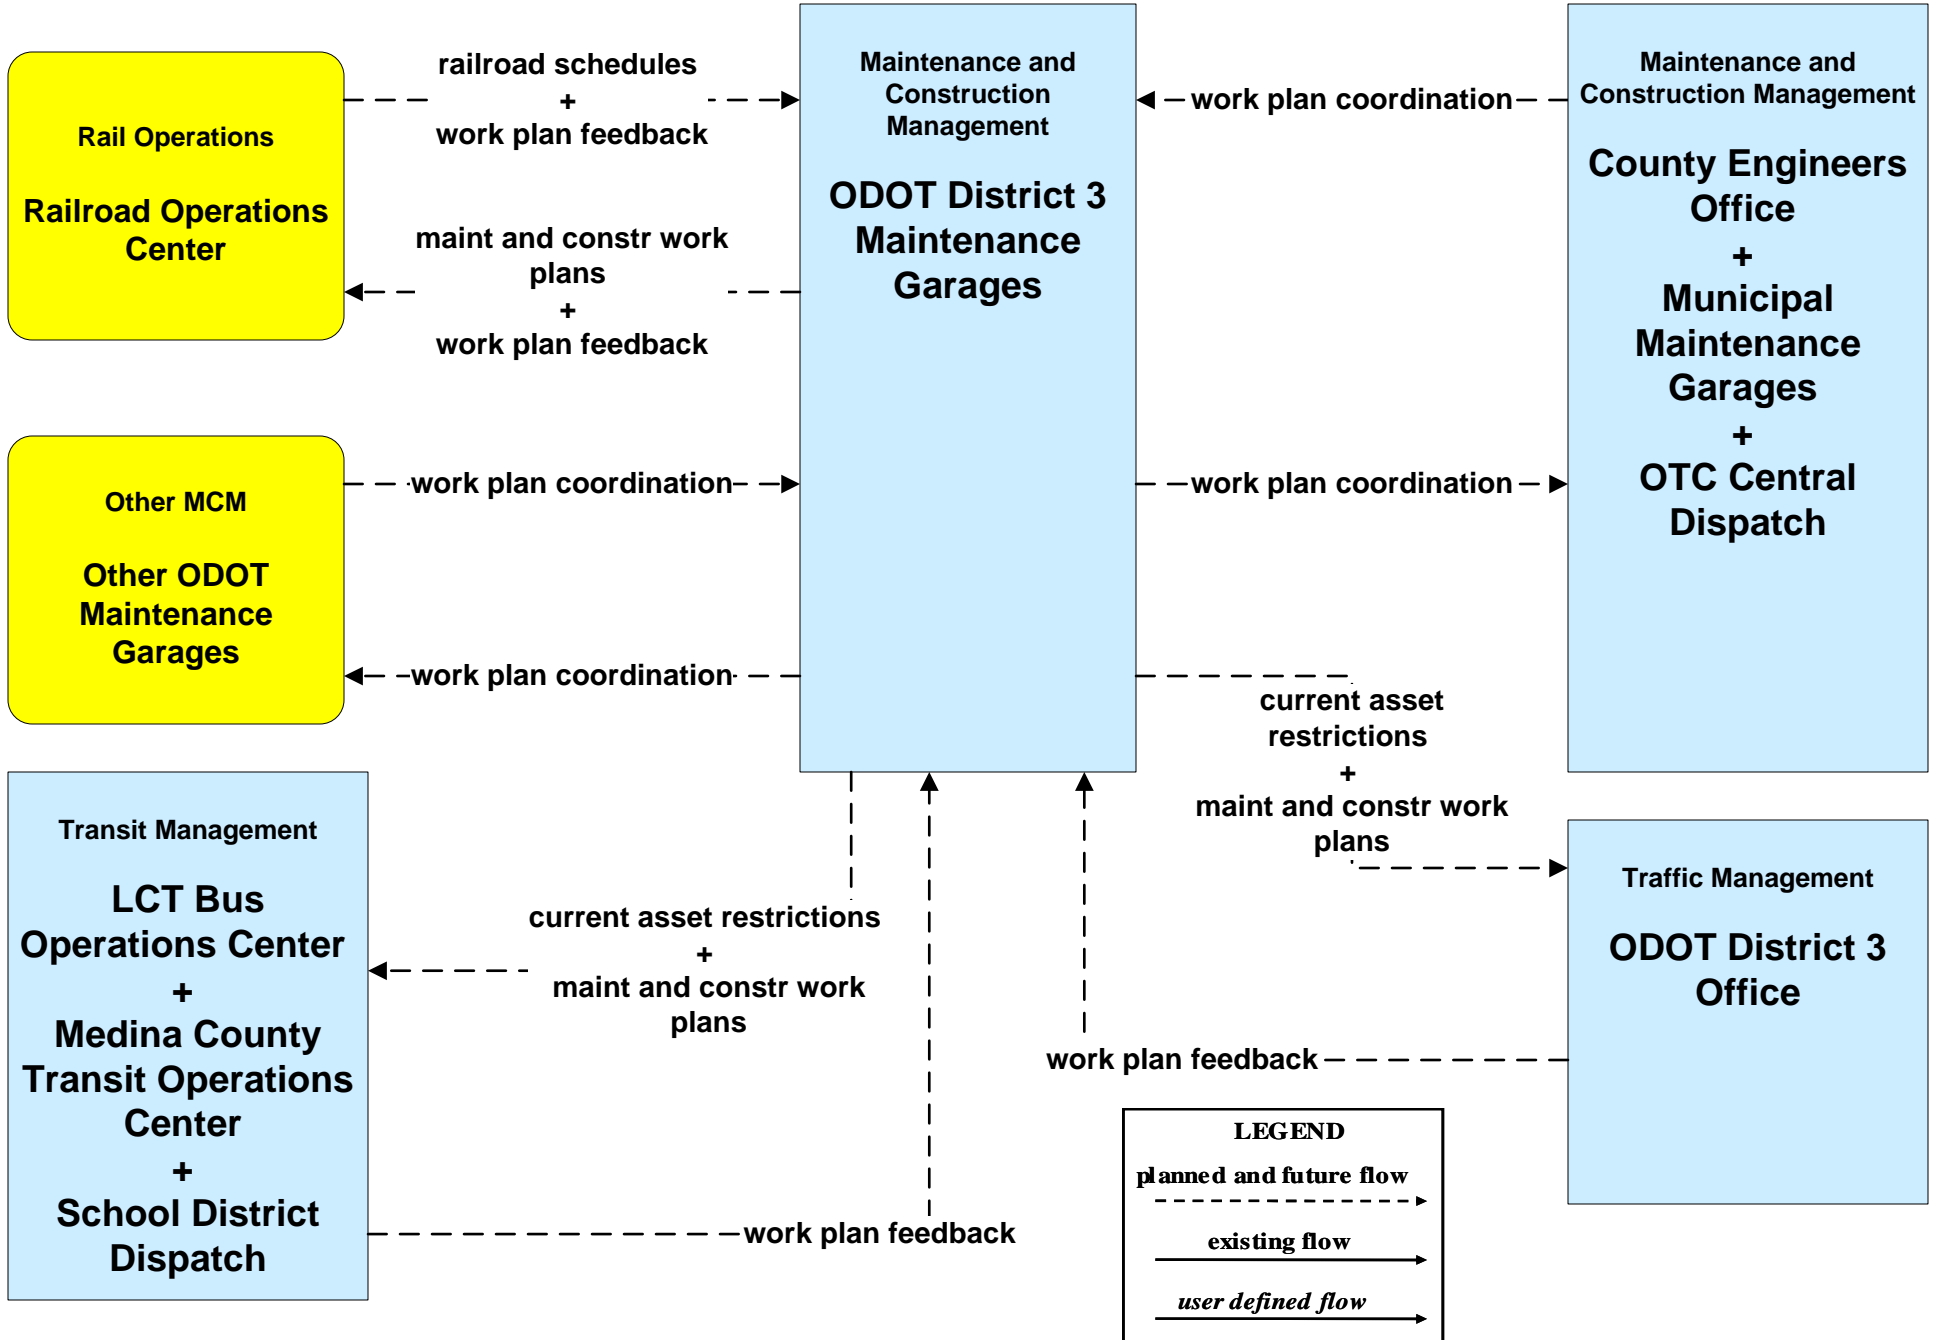 Rail Operations
Railroad Operations
Center
railroad schedules
+
work plan feedback
maint and constr work
plans
+
work plan feedback
Maintenance and
Construction
Management
ODOT District 3
Maintenance
Garages
work plan coordination
Maintenance and
Construction Management
County Engineers
Office
+
Municipal
Maintenance
Garages
+
OTC Central
Dispatch
Other MCM
Other ODOT
Maintenance
Garages
work plan coordination
work plan coordination
work plan coordination
current asset
restrictions
+
maint and constr work
plans
Transit Management
LCT Bus
Operations Center
+
Medina County
Transit Operations
Center
+
School District
Dispatch
current asset restrictions
+
maint and constr work
plans
work plan feedback
Traffic Management
ODOT District 3
Office
work plan feedback
LEGEND
planned and future flow
existing flow
user defined flow